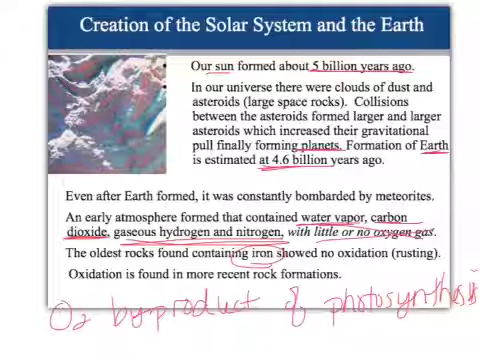 Creation of the Solar System and the Earth
Our sun formed about 5 billion years ago.
In our universe there were clouds of dust and
asteroids (large space rocks). Collisions
between the asteroids formed larger and larger
asteroids which increased their gravitational
pull finally forming planets. Formation of Earth
is estimated at 4.6 billion years ago.
Even after Earth formed, it was constantly bombarded by meteorites.
An early atmosphere formed that contained water vapor, carbon
dioxide, gaseous hydrogen and nitrogen, with little or no oxygen gas.
The oldest rocks found containing iron showed no oxidation (rusting).
Oxidation is found in more recent rock formations.
O2 byproduct of photosynthesis